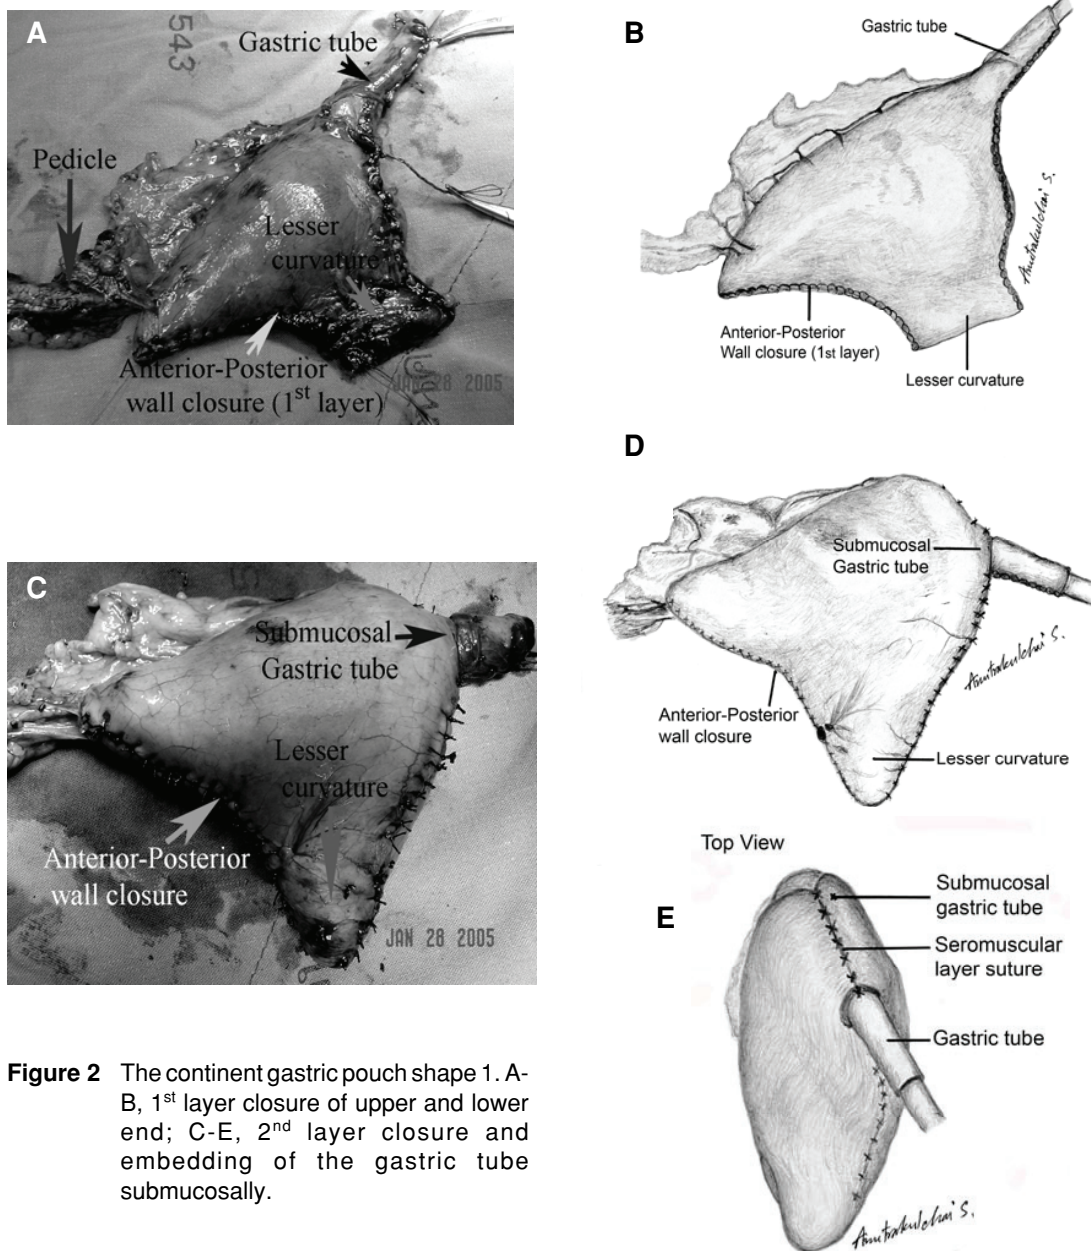 A
543
Gastric tube
Pedicle
Lesser
curvature
Anterior-Posterior
wall closure (1st layer)
JAN 28 2005
B
Gastric tube
Anterior-Posterior
Wall closure (1st layer)
Lesser curvature
Amitrakulchai S.
C
Submucosal
Gastric tube
Lesser
curvature
Anterior-Posterior
wall closure
JAN 28 2005
D
Submucosal
Gastric tube
Anterior-Posterior
wall closure
Lesser curvature
Amitrakulchai S.
Top View
E
Submucosal
gastric tube
Seromuscular
layer suture
Gastric tube
Amitrakulchai S.
Figure 2 The continent gastric pouch shape 1. A-
B, 1st layer closure of upper and lower
end; C-E, 2nd layer closure and
embedding of the gastric tube
submucosally.